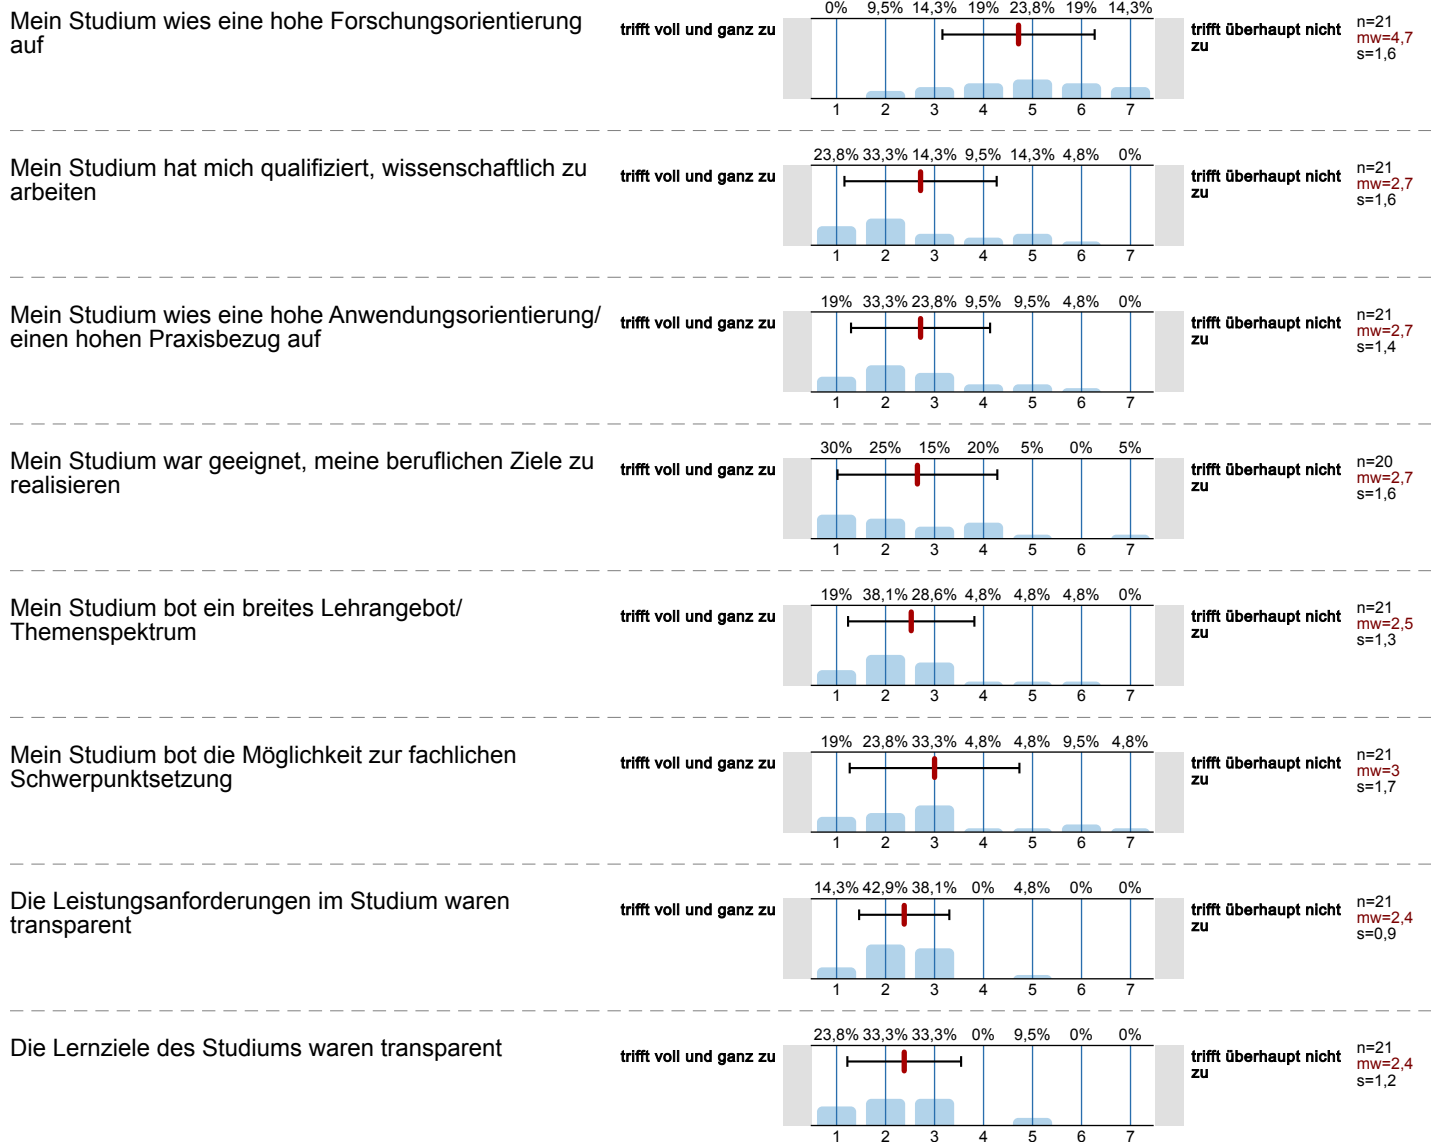 Mein Studium wies eine hohe Forschungsorientierung
auf
trifft voll und ganz zu
0% 9,5% 14,3% 19% 23,8% 19% 14,3%
1 2 3 4 5 6 7
trifft überhaupt nicht
zu
n=21
mw=4,7
s=1,6
Mein Studium hat mich qualifiziert, wissenschaftlich zu
arbeiten
trifft voll und ganz zu
23,8% 33,3% 14,3% 9,5% 14,3% 4,8% 0%
1 2 3 4 5 6 7
trifft überhaupt nicht
zu
n=21
mw=2,7
s=1,6
Mein Studium wies eine hohe Anwendungsorientierung/
einen hohen Praxisbezug auf
trifft voll und ganz zu
19% 33,3% 23,8% 9,5% 9,5% 4,8% 0%
1 2 3 4 5 6 7
trifft überhaupt nicht
zu
n=21
mw=2,7
s=1,4
Mein Studium war geeignet, meine beruflichen Ziele zu
realisieren
trifft voll und ganz zu
30% 25% 15% 20% 5% 0% 5%
1 2 3 4 5 6 7
trifft überhaupt nicht
zu
n=20
mw=2,7
s=1,6
Mein Studium bot ein breites Lehrangebot/
Themenspektrum
trifft voll und ganz zu
19% 38,1% 28,6% 4,8% 4,8% 4,8% 0%
1 2 3 4 5 6 7
trifft überhaupt nicht
zu
n=21
mw=2,5
s=1,3
Mein Studium bot die Möglichkeit zur fachlichen
Schwerpunktsetzung
trifft voll und ganz zu
19% 23,8% 33,3% 4,8% 4,8% 9,5% 4,8%
1 2 3 4 5 6 7
trifft überhaupt nicht
zu
n=21
mw=3
s=1,7
Die Leistungsanforderungen im Studium waren
transparent
trifft voll und ganz zu
14,3% 42,9% 38,1% 0% 4,8% 0% 0%
1 2 3 4 5 6 7
trifft überhaupt nicht
zu
n=21
mw=2,4
s=0,9
Die Lernziele des Studiums waren transparent
trifft voll und ganz zu
23,8% 33,3% 33,3% 0% 9,5% 0% 0%
1 2 3 4 5 6 7
trifft überhaupt nicht
zu
n=21
mw=2,4
s=1,2